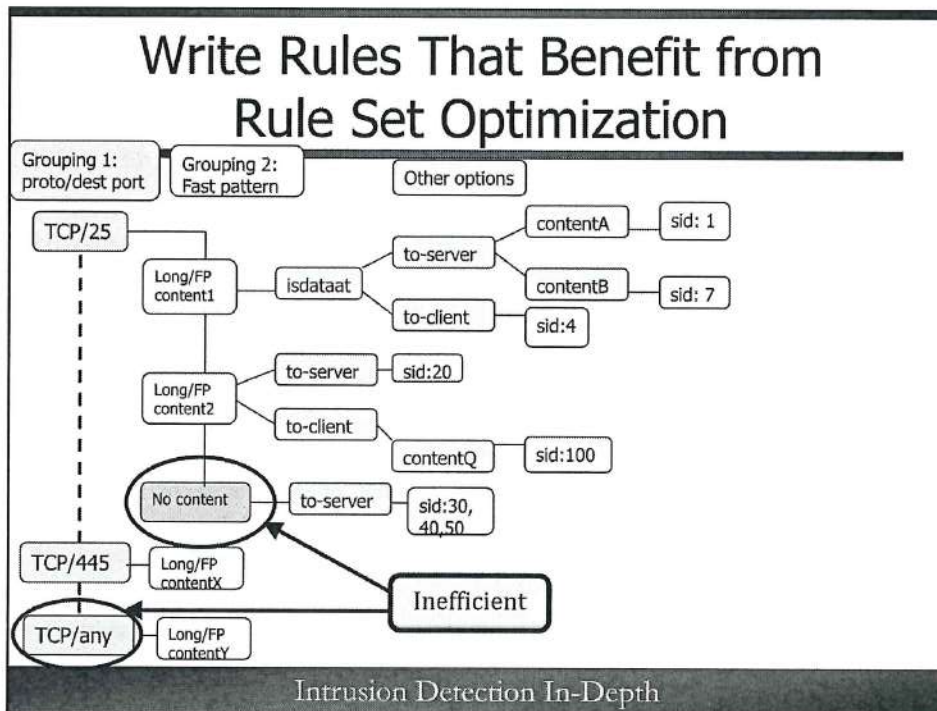 Write Rules That Benefit from
Rule Set Optimization
Grouping 1:
proto/dest port
Grouping 2:
Fast pattern
Other options
TCP/25
Long/FP
content1
isdataat
to-server
contentA
sid: 1
contentB
sid: 7
to-client
sid:4
Long/FP
content2
to-server
sid:20
to-client
contentQ
sid:100
No content
to-server
sid:30,
40,50
TCP/445
Long/FP
contentX
Inefficient
TCP/any
Long/FP
contentY
Intrusion Detection In-Depth